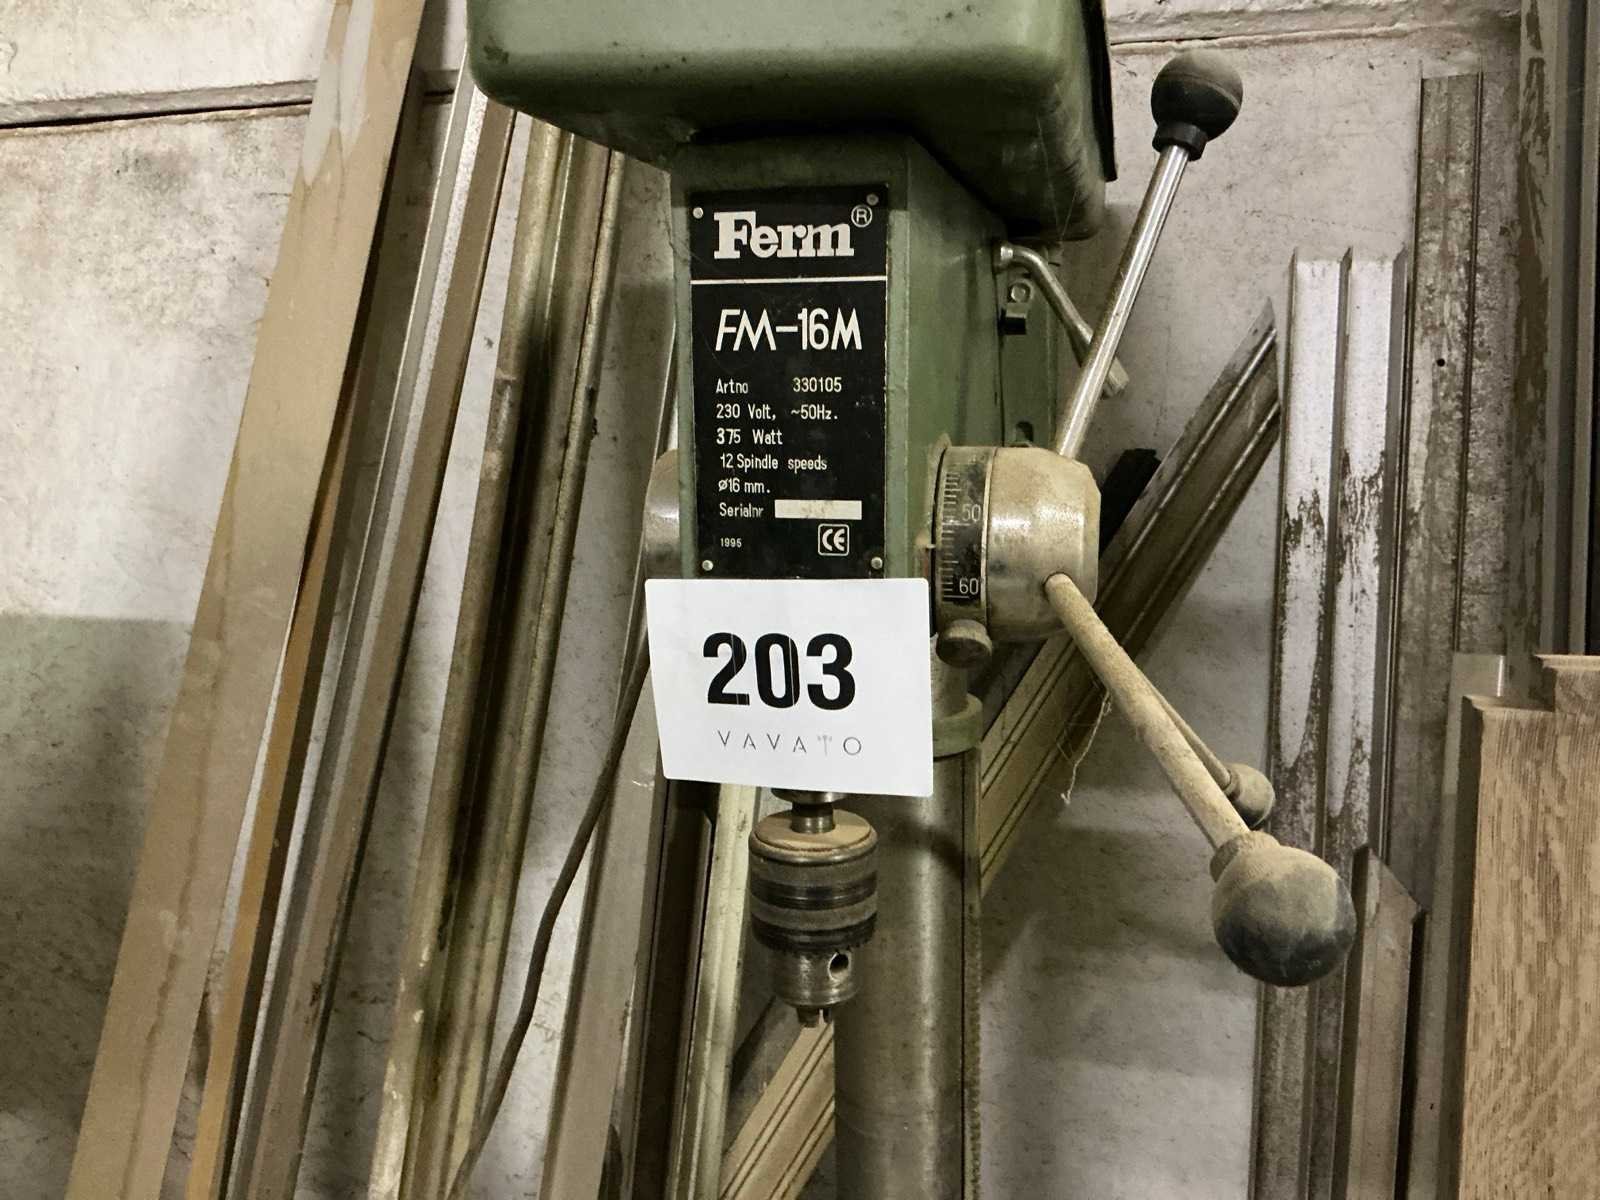 Ferm®
FM-16M
Artno 330105
230 Volt, ~50Hz.
375 Watt
12 Spindle speeds
ø16 mm.
Serialnr
1995
CE
50
60
203
VAVATO